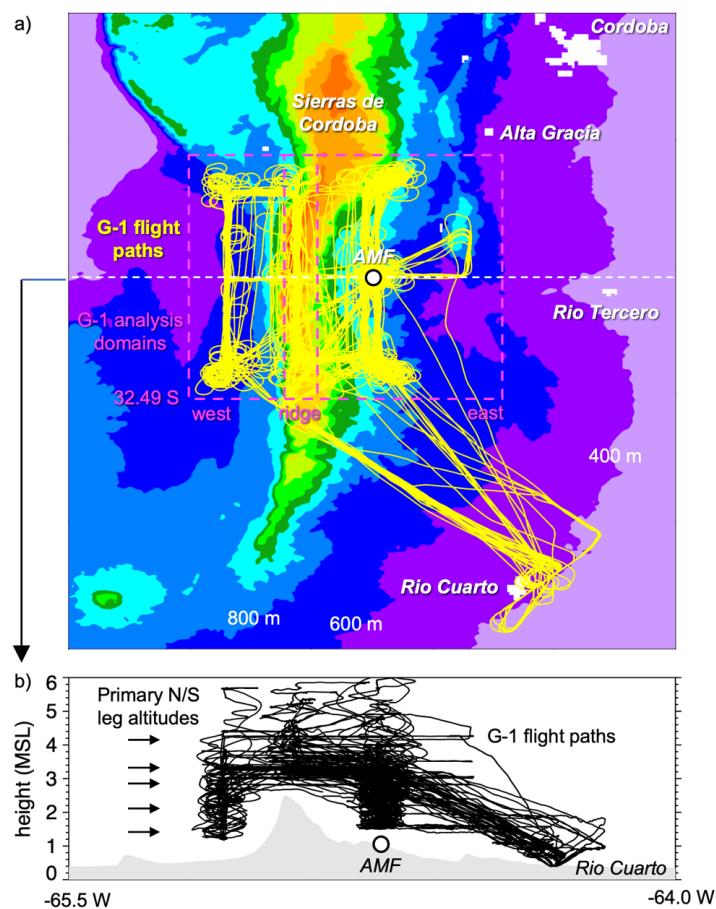 a)
Cordoba
Sierras de
Cordoba
Alta Gracia
G-1 flight
paths
AMF
Rio Tercero
G-1 analysis
domains
32.49 S
west
ridge
east
400 m
Rio Cuarto
800 m
600 m
b)
6
5
4
3
2
1
0
height (MSL)
Primary N/S
leg altitudes
G-1 flight paths
AMF
Rio Cuarto
-65.5 W
-64.0 W